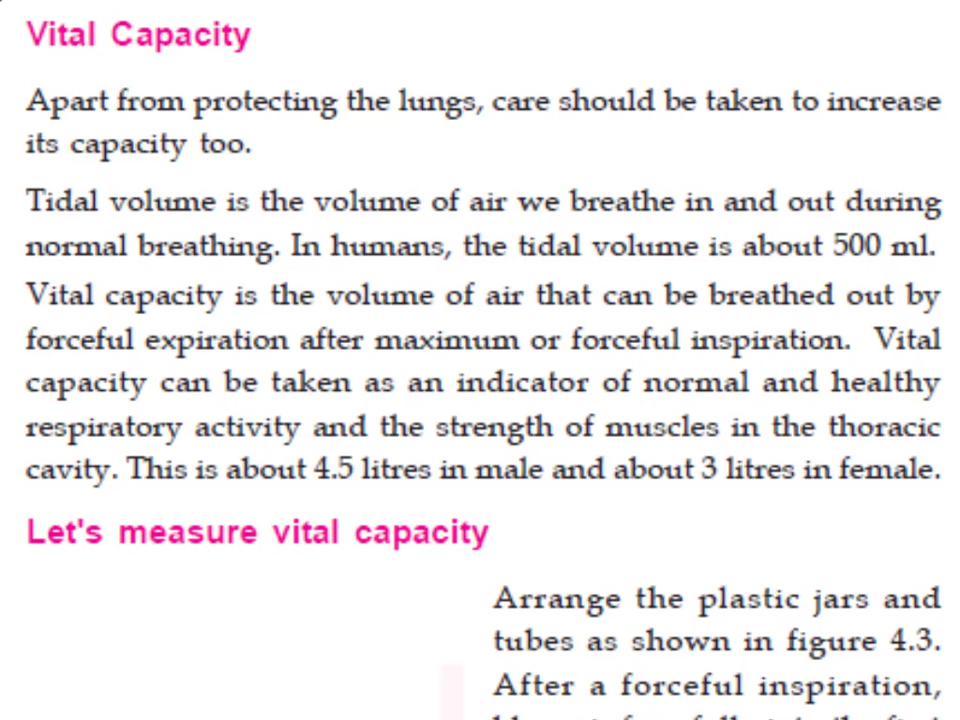 Vital Capacity
Apart from protecting the lungs, care should be taken to increase
its capacity too.
Tidal volume is the volume of air we breathe in and out during
normal breathing. In humans, the tidal volume is about 500 ml.
Vital capacity is the volume of air that can be breathed out by
forceful expiration after maximum or forceful inspiration. Vital
capacity can be taken as an indicator of normal and healthy
respiratory activity and the strength of muscles in the thoracic
cavity. This is about 4.5 litres in male and about 3 litres in female.
Let's measure vital capacity
Arrange the plastic jars and
tubes as shown in figure 4.3.
After a forceful inspiration,